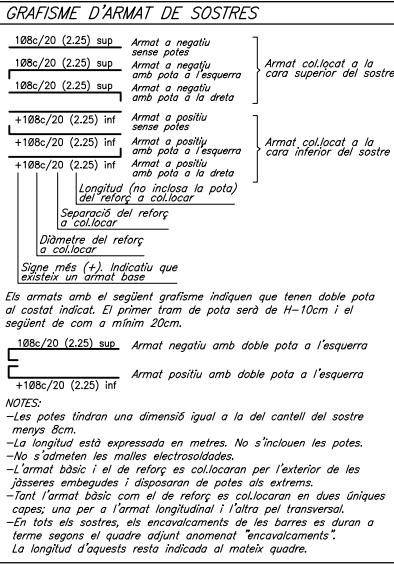 GRAFISME D'ARMAT DE SOSTRES
1Ø8c/20 (2.25) sup
Armat a negatiu
sense potes
1Ø8c/20 (2.25) sup
Armat a negatiu
amb pota a l'esquerra
1Ø8c/20 (2.25) sup
Armat a negatiu
amb pota a la dreta
Armat col.locat a la
cara superior del sostre
+1Ø8c/20 (2.25) inf
Armat a positiu
sense potes
+1Ø8c/20 (2.25) inf
Armat a positiu
amb pota a l'esquerra
+1Ø8c/20 (2.25) inf
Armat a positiu
amb pota a la dreta
Armat col.locat a la
cara inferior del sostre
Longitud (no inclosa la pota)
del reforç a col.locar
Separació del reforç
a col.locar
Diàmetre del reforç
a col.locar
Signe més (+). Indicatiu que
existeix un armat base
Els armats amb el següent grafisme indiquen que tenen doble pota
al costat indicat. El primer tram de pota serà de H-10cm i el
següent de com a mínim 20cm.
1Ø8c/20 (2.25) sup
Armat negatiu amb doble pota a l'esquerra
Armat positiu amb doble pota a l'esquerra
+1Ø8c/20 (2.25) inf
NOTES:
-Les potes tindran una dimensió igual a la del cantell del sostre
menys 8cm.
-La longitud està expressada en metres. No s'inclouen les potes.
-No s'admeten les malles electrosoldades.
-L'armat bàsic i el de reforç es col.locaran per l'exterior de les
jàsseres embegudes i disposaran de potes als extrems.
-Tant l'armat bàsic com el de reforç es col.locaran en dues úniques
capes; una per a l'armat longitudinal i l'altra pel transversal.
-En tots els sostres, els encavalcaments de les barres es duran a
terme segons el quadre adjunt anomenat "encavalcaments".
La longitud d'aquests resta indicada al mateix quadre.